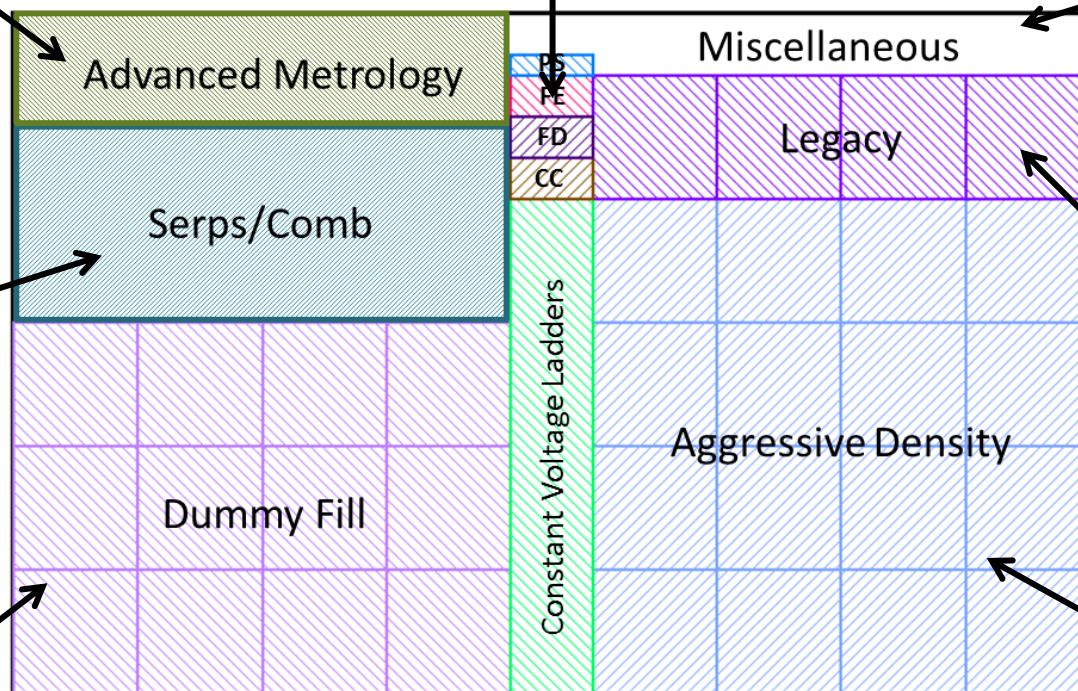 Miscellaneous
Advanced Metrology
PS
FE
FD
CC
Legacy
Serps/Comb
Constant Voltage Ladders
Aggressive Density
Dummy Fill